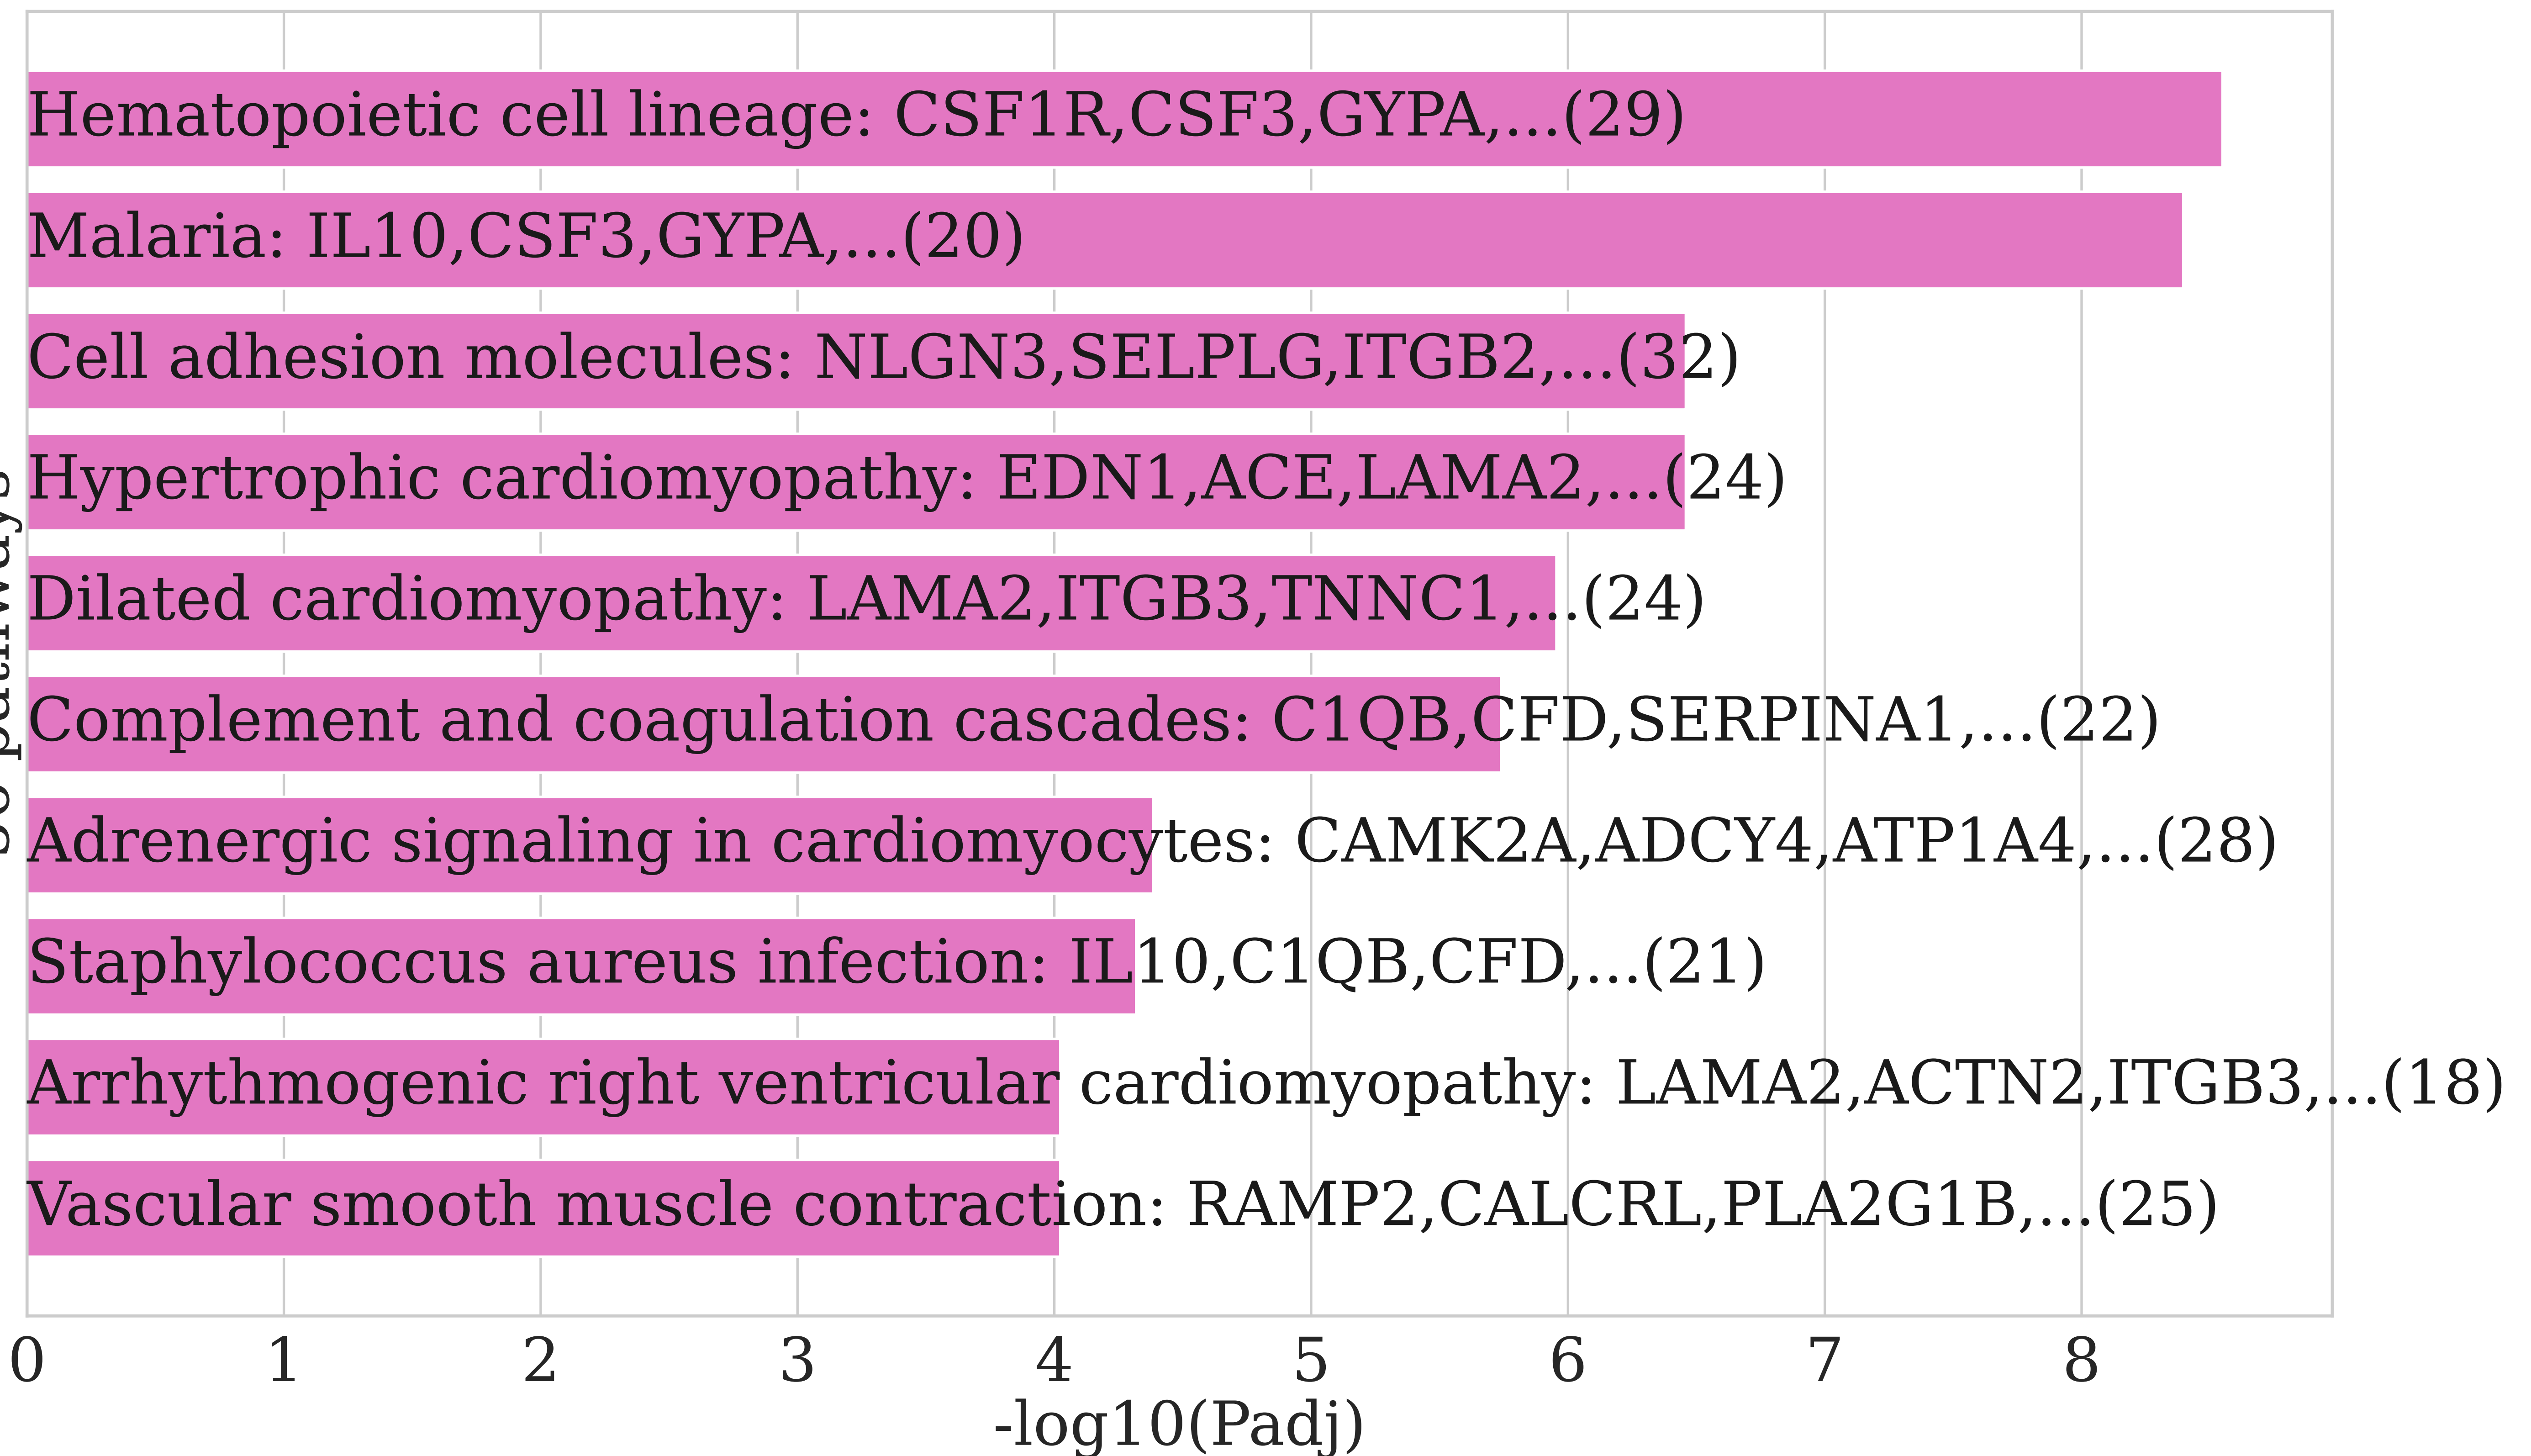 Hematopoietic cell lineage: CSF1R,CSF3,GYPA,...(29)
Malaria: IL10,CSF3,GYPA,...(20)
Cell adhesion molecules: NLGN3,SELPLG,ITGB2,...(32)
Hypertrophic cardiomyopathy: EDN1,ACE,LAMA2,...(24)
Dilated cardiomyopathy: LAMA2,ITGB3,TNNC1,...(24)
Complement and coagulation cascades: C1QB,CFD,SERPINA1,...(22)
Adrenergic signaling in cardiomyocytes: CAMK2A,ADCY4,ATP1A4,...(28)
Staphylococcus aureus infection: IL10,C1QB,CFD,...(21)
Arrhythmogenic right ventricular cardiomyopathy: LAMA2,ACTN2,ITGB3,...(18)
Vascular smooth muscle contraction: RAMP2,CALCRL,PLA2G1B,...(25)
0 1 2 3 4 5 6 7 8
-log10(Padj)
pathways